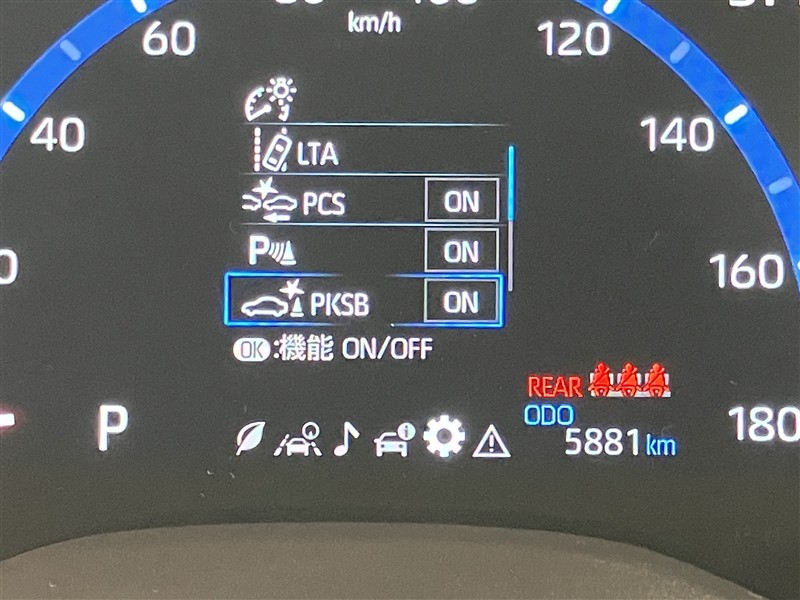 km/h
60
120
40
140
LTA
PCS ON
P ON
160
PKSB ON
OK:機能 ON/OFF
REAR
ODO
P
180
5881 km